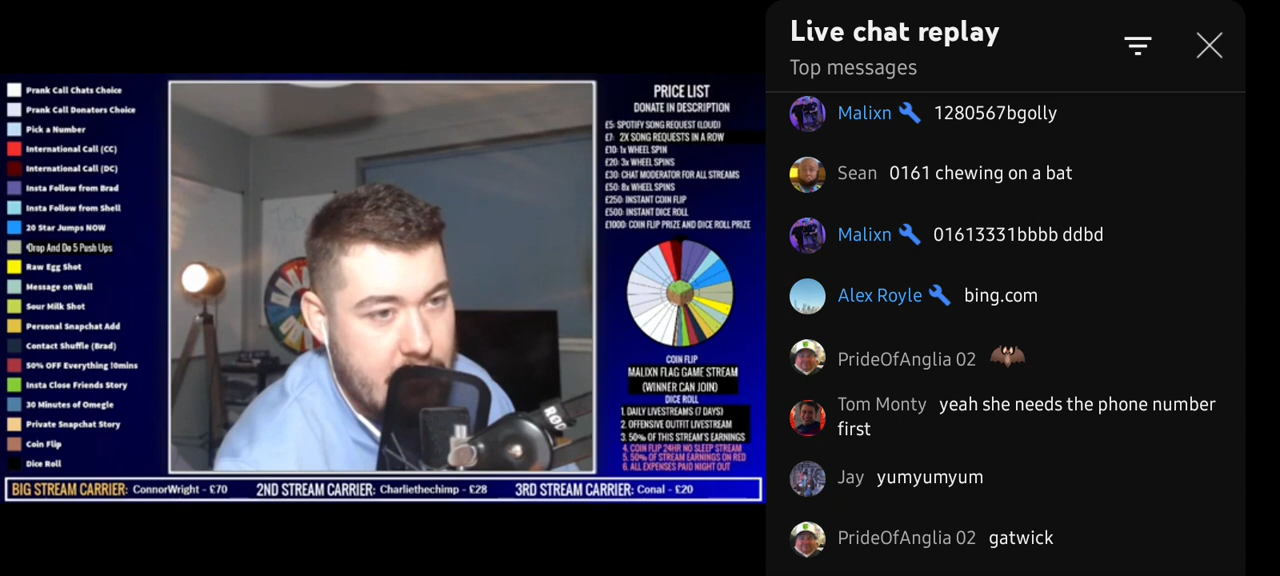 Prank Call Chats Choice
Prank Call Donators Choice
Pick a Number
International Call (CC)
International Call (DC)
Insta Follow from Brad
Insta Follow from Shell
20 Star Jumps NOW
Drop And Do 5 Push Ups
Raw Egg Shot
Message on Wall
Sour Milk Shot
Personal Snapchat Add
Contact Shuffle (Brad)
50% OFF Everything 10mins
Insta Close Friends Story
30 Minutes of Omegle
Private Snapchat Story
Coin Flip
Dice Roll
ROD
PRICE LIST
DONATE IN DESCRIPTION
£5: SPOTIFY SONG REQUEST (LOUD)
£7: 2X SONG REQUESTS IN A ROW
£10: 1x WHEEL SPIN
£20: 3x WHEEL SPINS
£30: CHAT MODERATOR FOR ALL STREAMS
£50: 8x WHEEL SPINS
£250: INSTANT COIN FLIP
£500: INSTANT DICE ROLL
£1000: COIN FLIP PRIZE AND DICE ROLL PRIZE
COIN FLIP
MALIXN FLAG GAME STREAM
(WINNER CAN JOIN)
DICE ROLL
1. DAILY LIVESTREAMS (7 DAYS)
2. OFFENSIVE OUTFIT LIVESTREAM
3. 50% OF THIS STREAM'S EARNINGS
4. COIN FLIP 24HR NO SLEEP STREAM
5. 50% OF STREAM EARNINGS ON RED
6. ALL EXPENSES PAID NIGHT OUT
BIG STREAM CARRIER: ConnorWright - £70 2ND STREAM CARRIER: Charliethechimp - £28 3RD STREAM CARRIER: Conal - £20
Live chat replay
Top messages
Malixn 1280567bgolly
Sean 0161 chewing on a bat
Malixn 01613331bbbb ddbd
Alex Royle bing.com
PrideOfAnglia 02
Tom Monty yeah she needs the phone number
first
Jay yumyumyum
PrideOfAnglia 02 gatwick